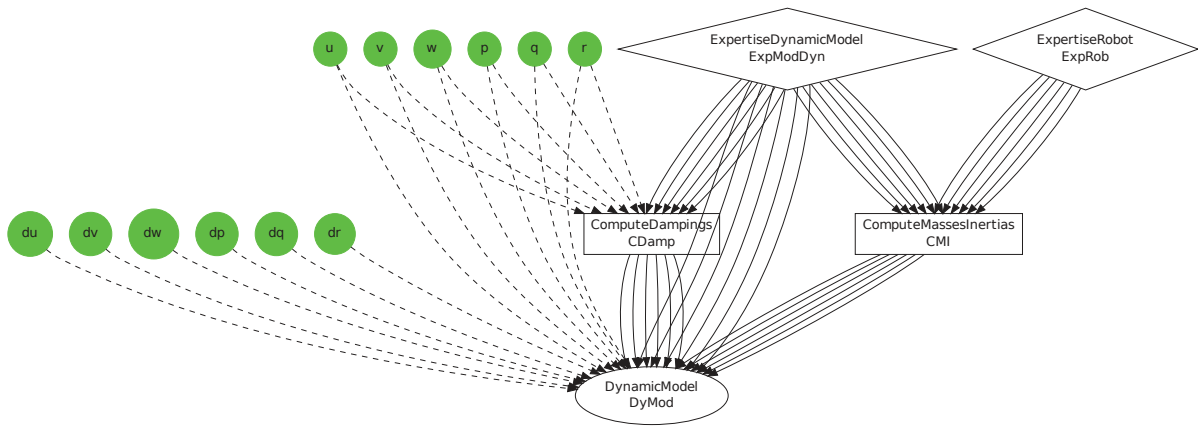 u
v
w
p
q
r
ExpertiseDynamicModel
ExpModDyn
ExpertiseRobot
ExpRob
du
dv
dw
dp
dq
dr
ComputeDampings
CDamp
ComputeMassesInertias
CMI
DynamicModel
DyMod